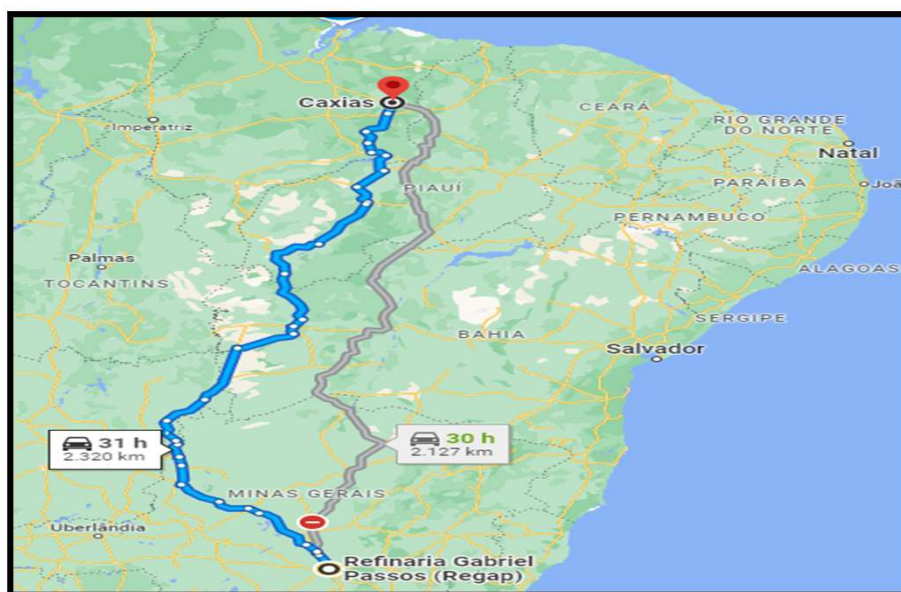 Caxias
CEARÁ
Imperatriz
RIO GRANDE
DO NORTE
Natal
PIAUÍ
PARAÍBA
Joã
PERNAMBUCO
Palmas
TOCANTINS
ALAGOAS
SERGIPE
BAHIA
Salvador
31 h
2.320 km
30 h
2.127 km
MINAS GERAIS
Uberlândia
Refinaria Gabriel
Passos (Regap)